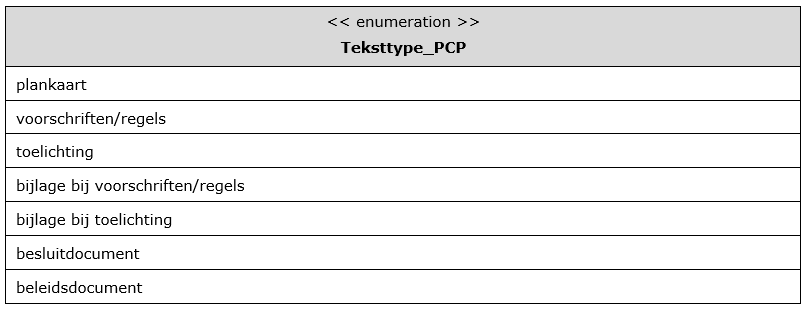 << enumeration >>
Teksttype_PCP
plankaart
voorschriften/regels
toelichting
bijlage bij voorschriften/regels
bijlage bij toelichting
besluitdocument
beleidsdocument